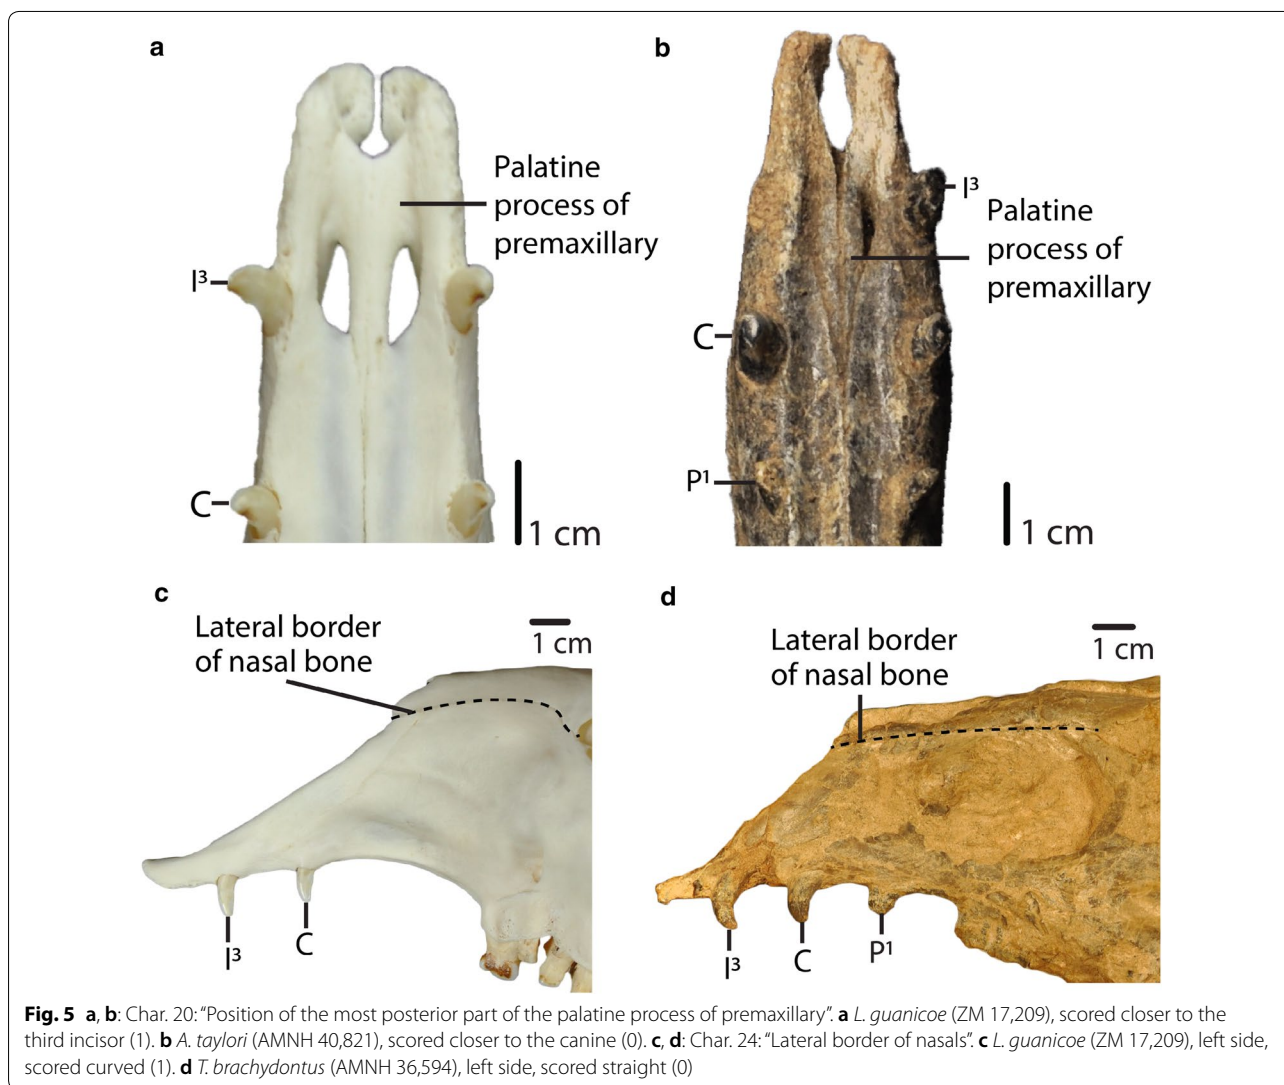 a
Palatine
process of
premaxillary
I³
C
1 cm
b
I³
Palatine
process of
premaxillary
C
P¹
1 cm
c
Lateral border
of nasal bone
1 cm
I³
C
d
Lateral border
of nasal bone
1 cm
I³
C
P¹
Fig. 5 a, b: Char. 20: “Position of the most posterior part of the palatine process of premaxillary”. a L. guanicoe (ZM 17,209), scored closer to the
third incisor (1). b A. taylori (AMNH 40,821), scored closer to the canine (0). c, d: Char. 24: “Lateral border of nasals”. c L. guanicoe (ZM 17,209), left side,
scored curved (1). d T. brachydontus (AMNH 36,594), left side, scored straight (0)